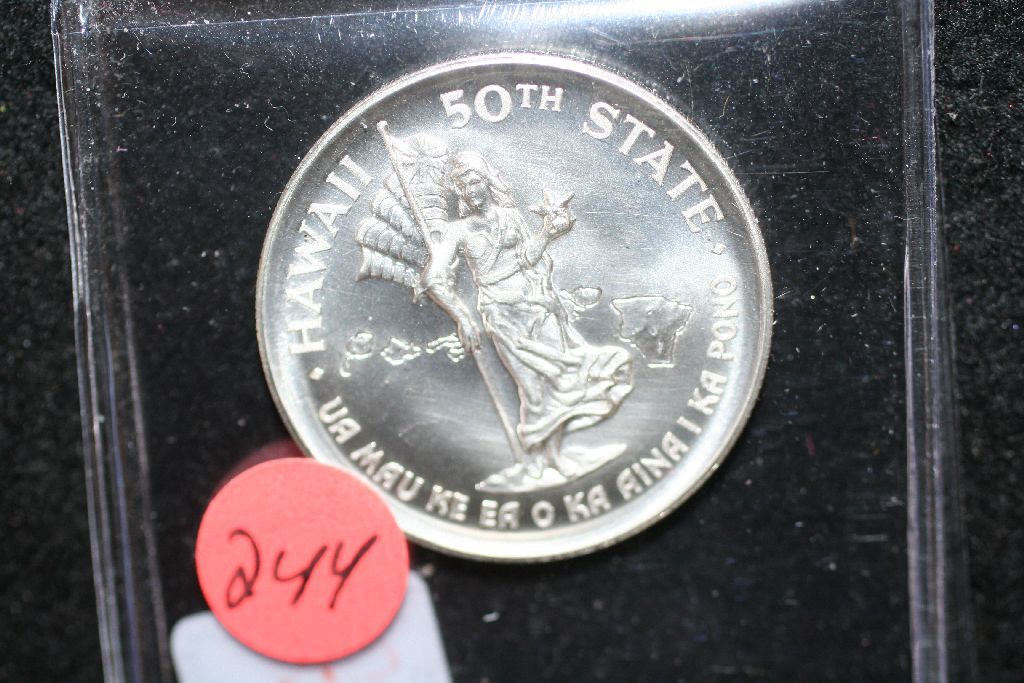 · HAWAII 50TH STATE ·
UA MAU KE EA O KA AINA I KA PONO
244